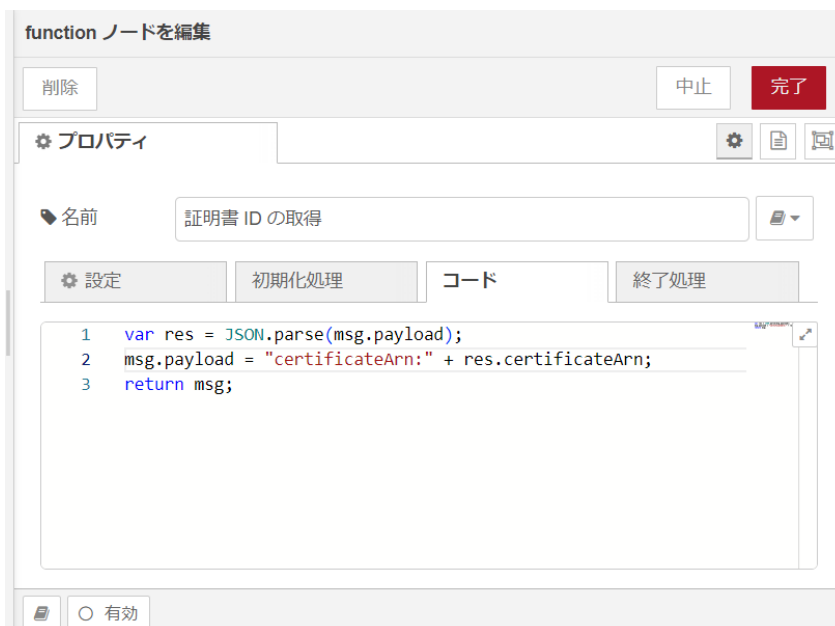 function ノードを編集
削除 中止 完了
プロパティ
名前 証明書 ID の取得
設定 初期化処理 コード 終了処理
1 var res = JSON.parse(msg.payload);
2 msg.payload = "certificateArn:" + res.certificateArn;
3 return msg;
有効